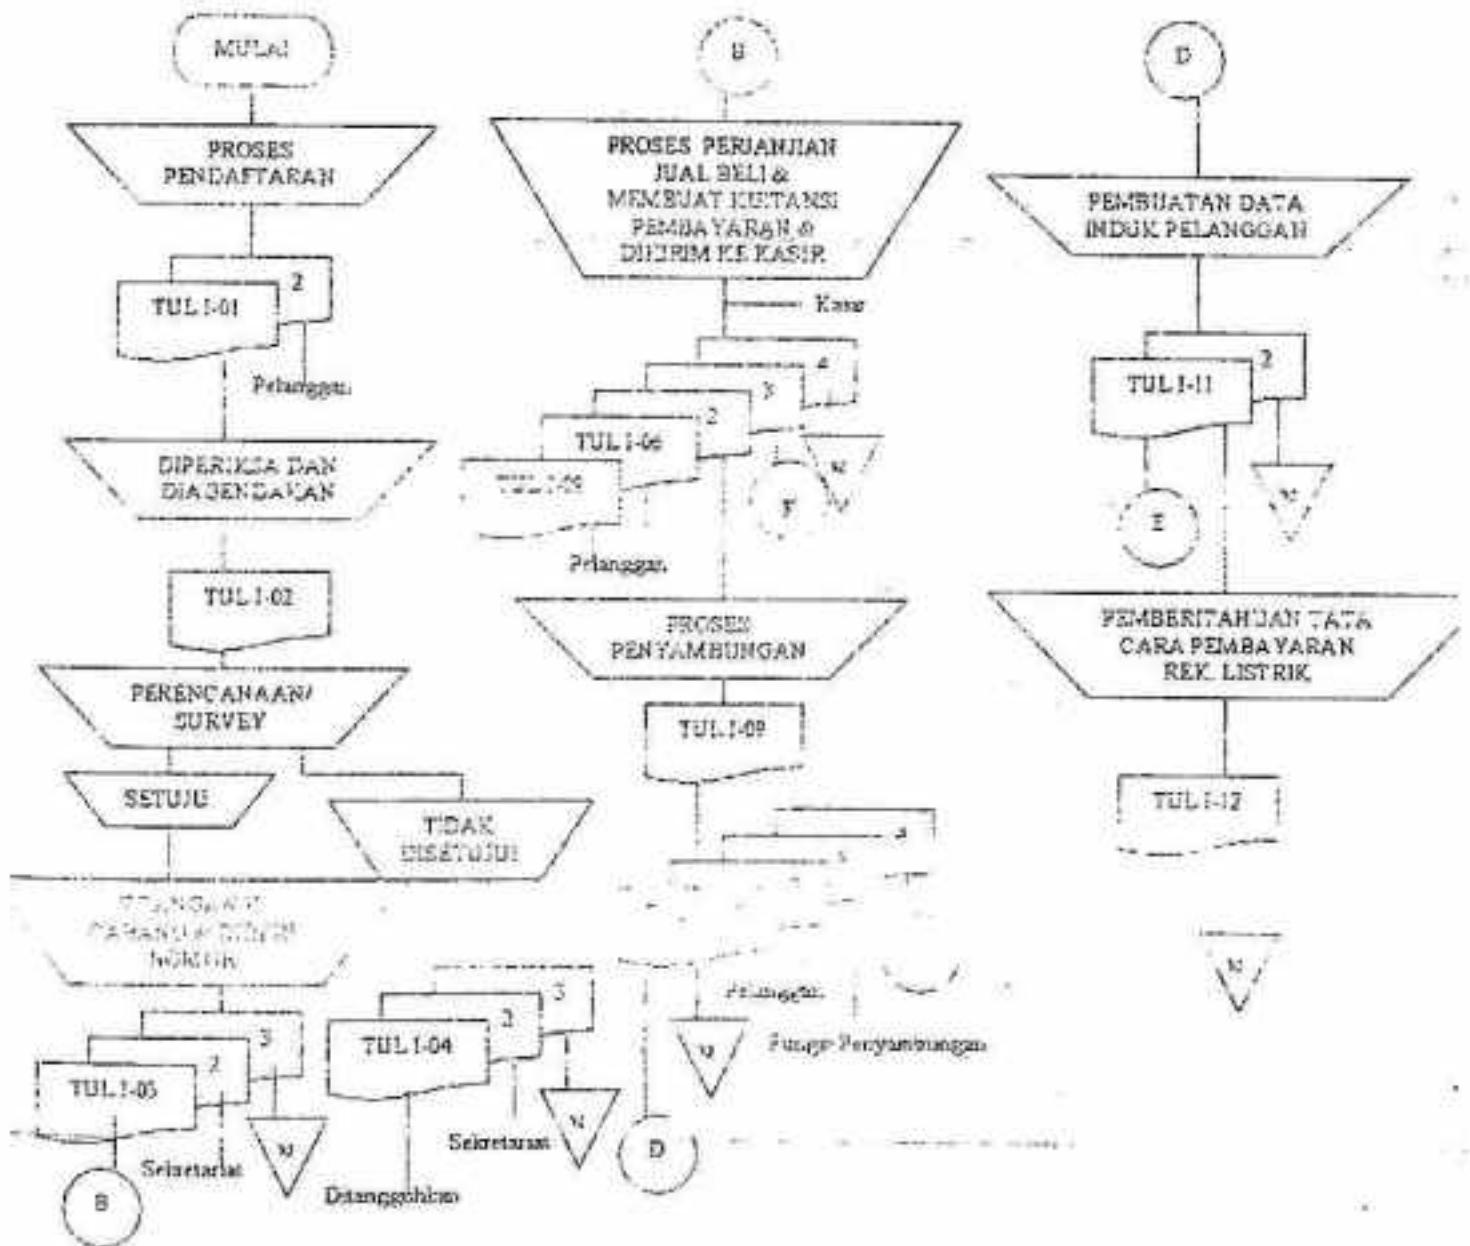 MULAI
PROSES
PENDAFTARAN
2
TUL I-01
Pelanggan
DIPERIKSA DAN
DIAGENDAKAN
TUL I-02
PERENCANAAN/
SURVEY
SETUJU
TIDAK
DISETUJUI
NOMOR
3
2
TUL I-05
Sekretariat
N
B
3
2
TUL I-04
Sekretariat
N
Ditangguhkan
B
PROSES PERJANJIAN
JUAL BELI &
MEMBUAT KUITANSI
PEMBAYARAN &
DIKIRIM KE KASIR
Kasir
4
3
2
TUL I-06
N
F
Pelanggan
PROSES
PENYAMBUNGAN
TUL I-09
3
Pelanggan
N
Fungsi Penyambungan
D
D
PEMBUATAN DATA
INDUK PELANGGAN
2
TUL I-11
N
E
PEMBERITAHUAN TATA
CARA PEMBAYARAN
REK. LISTRIK
TUL I-12
N